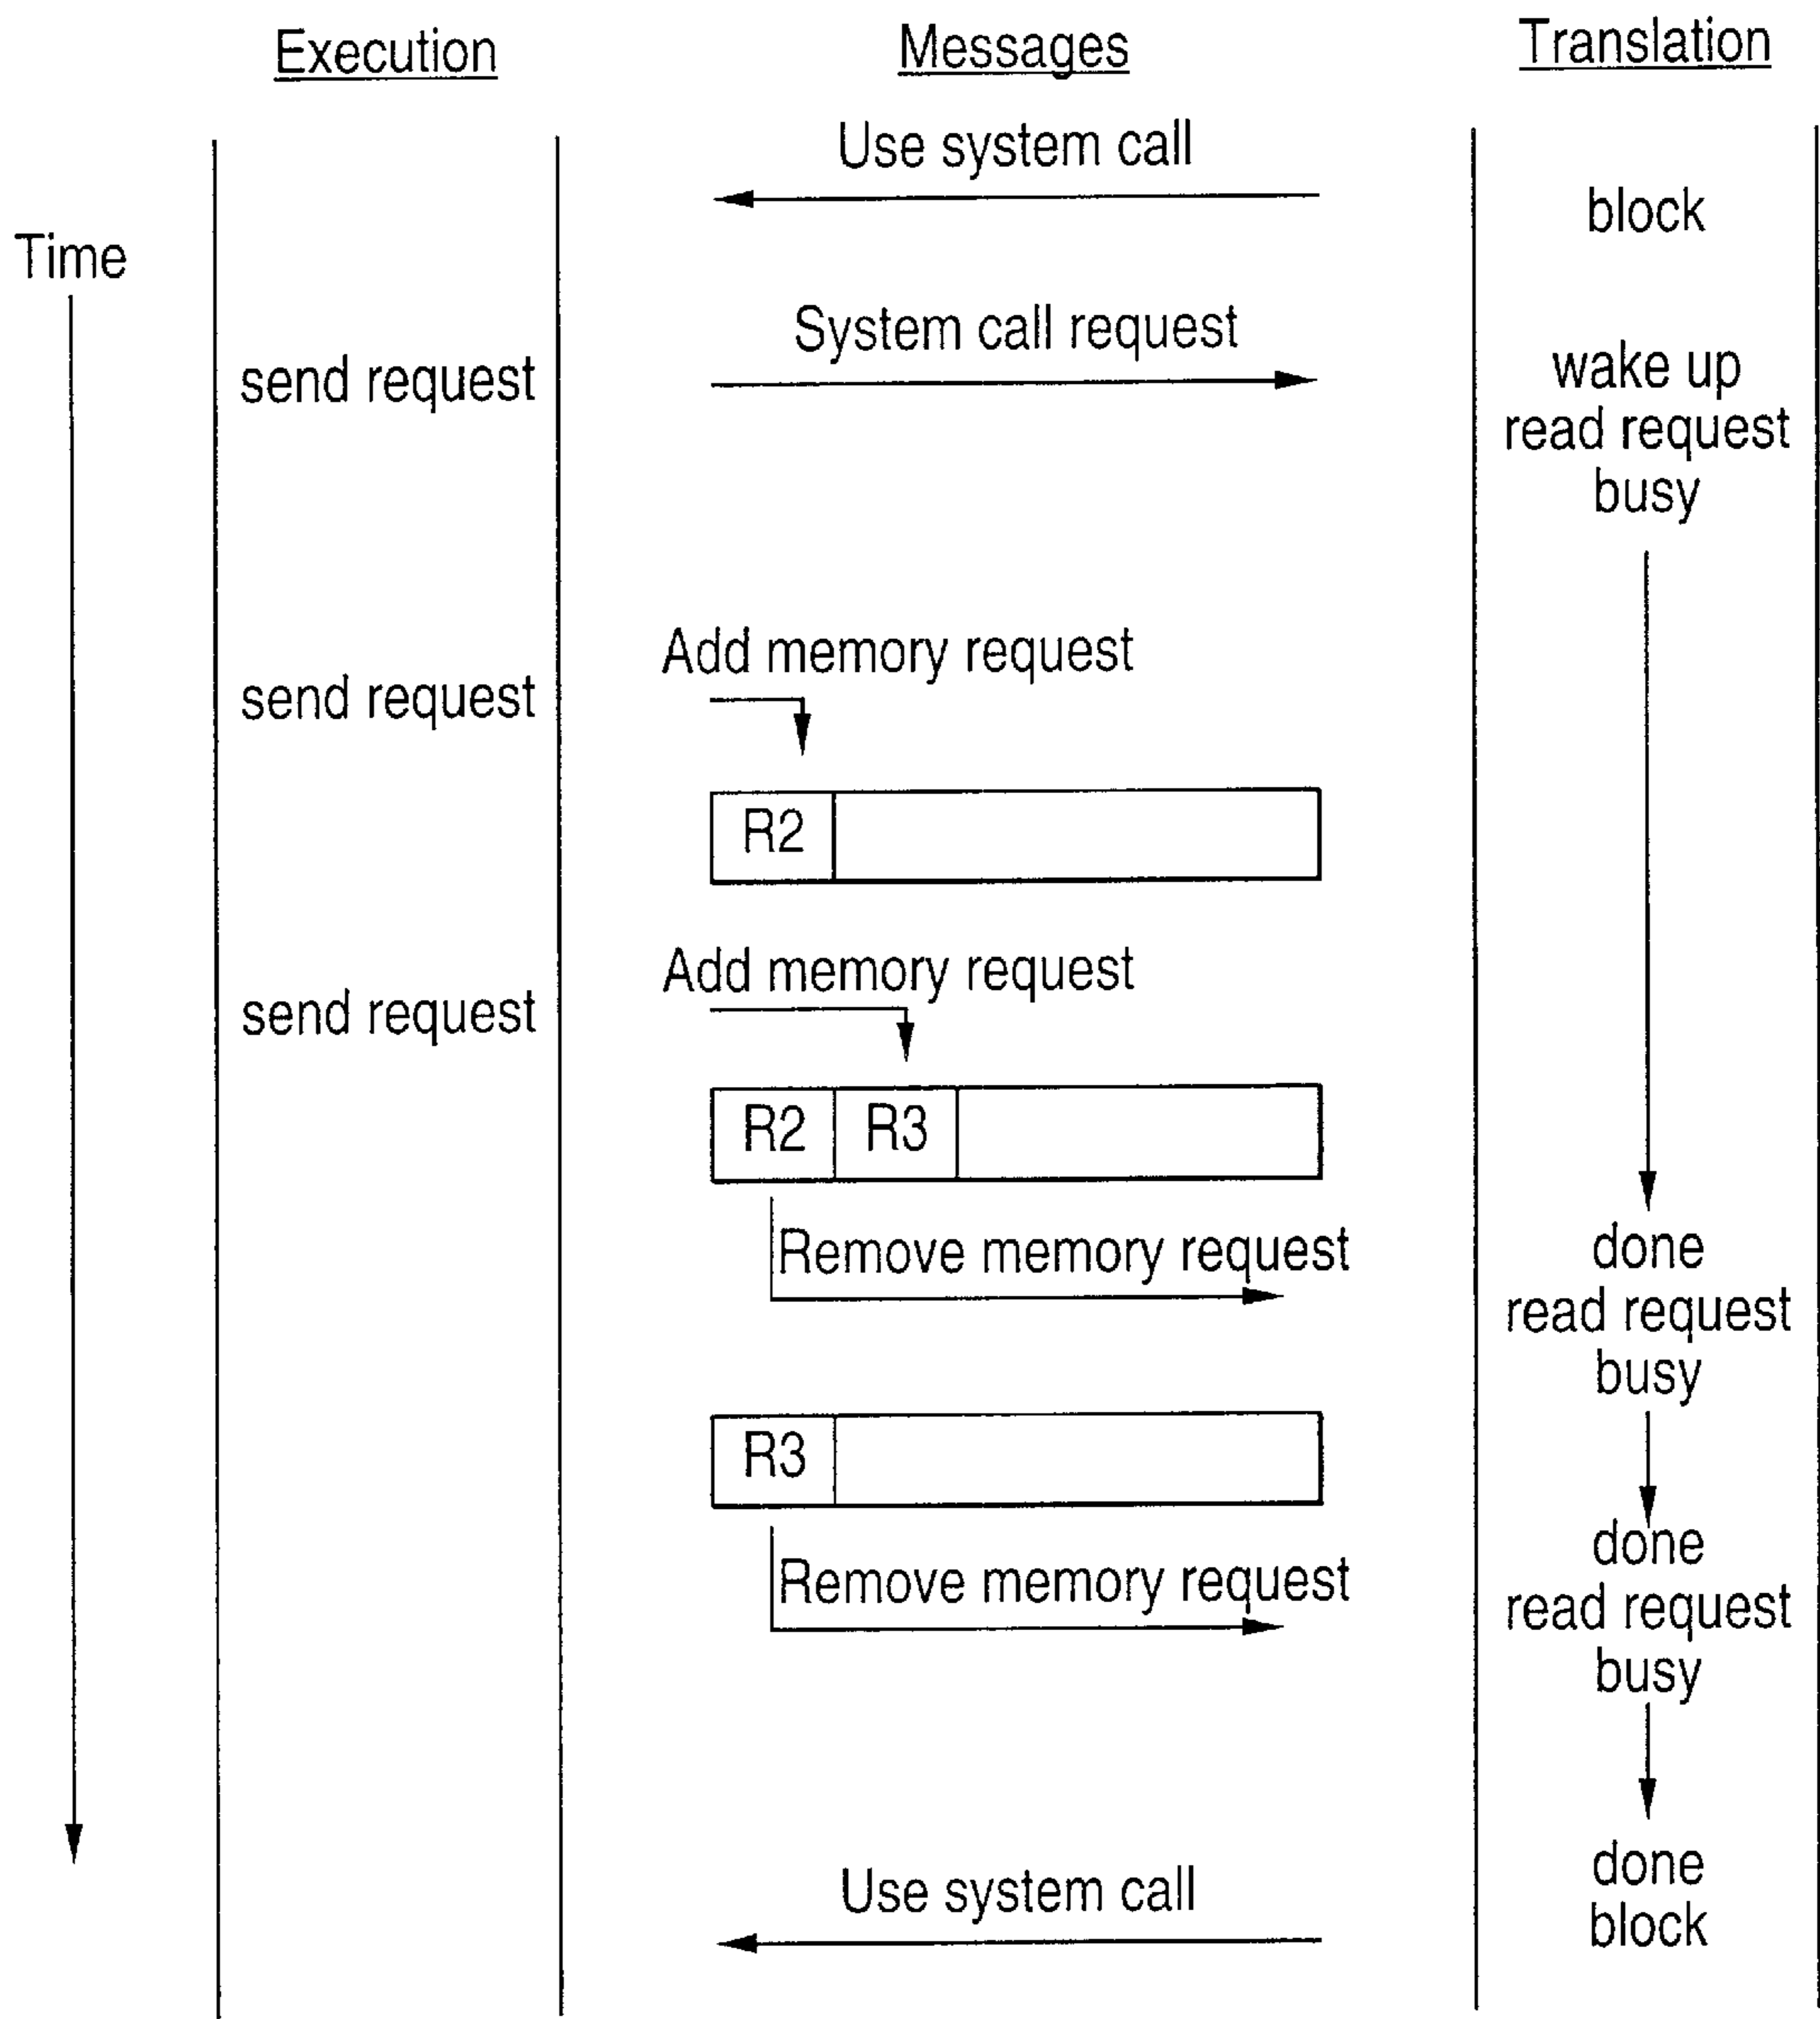 Execution
Messages
Translation
Use system call
block
Time
System call request
send request
wake up
read request
busy
Add memory request
send request
R2
Add memory request
send request
R2 R3
Remove memory request
done
read request
busy
R3
Remove memory request
done
read request
busy
Use system call
done
block